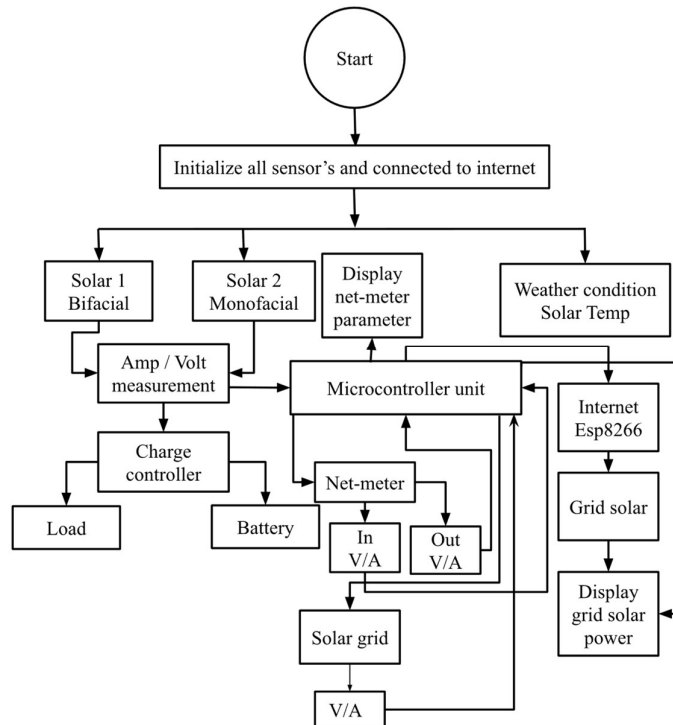 Start
Initialize all sensor's and connected to internet
Solar 1
Bifacial
Solar 2
Monofacial
Display
net-meter
parameter
Weather condition
Solar Temp
Amp / Volt
measurement
Microcontroller unit
Internet
Esp8266
Charge
controller
Net-meter
Grid solar
Load
Battery
In
V/A
Out
V/A
Display
grid solar
power
Solar grid
V/A